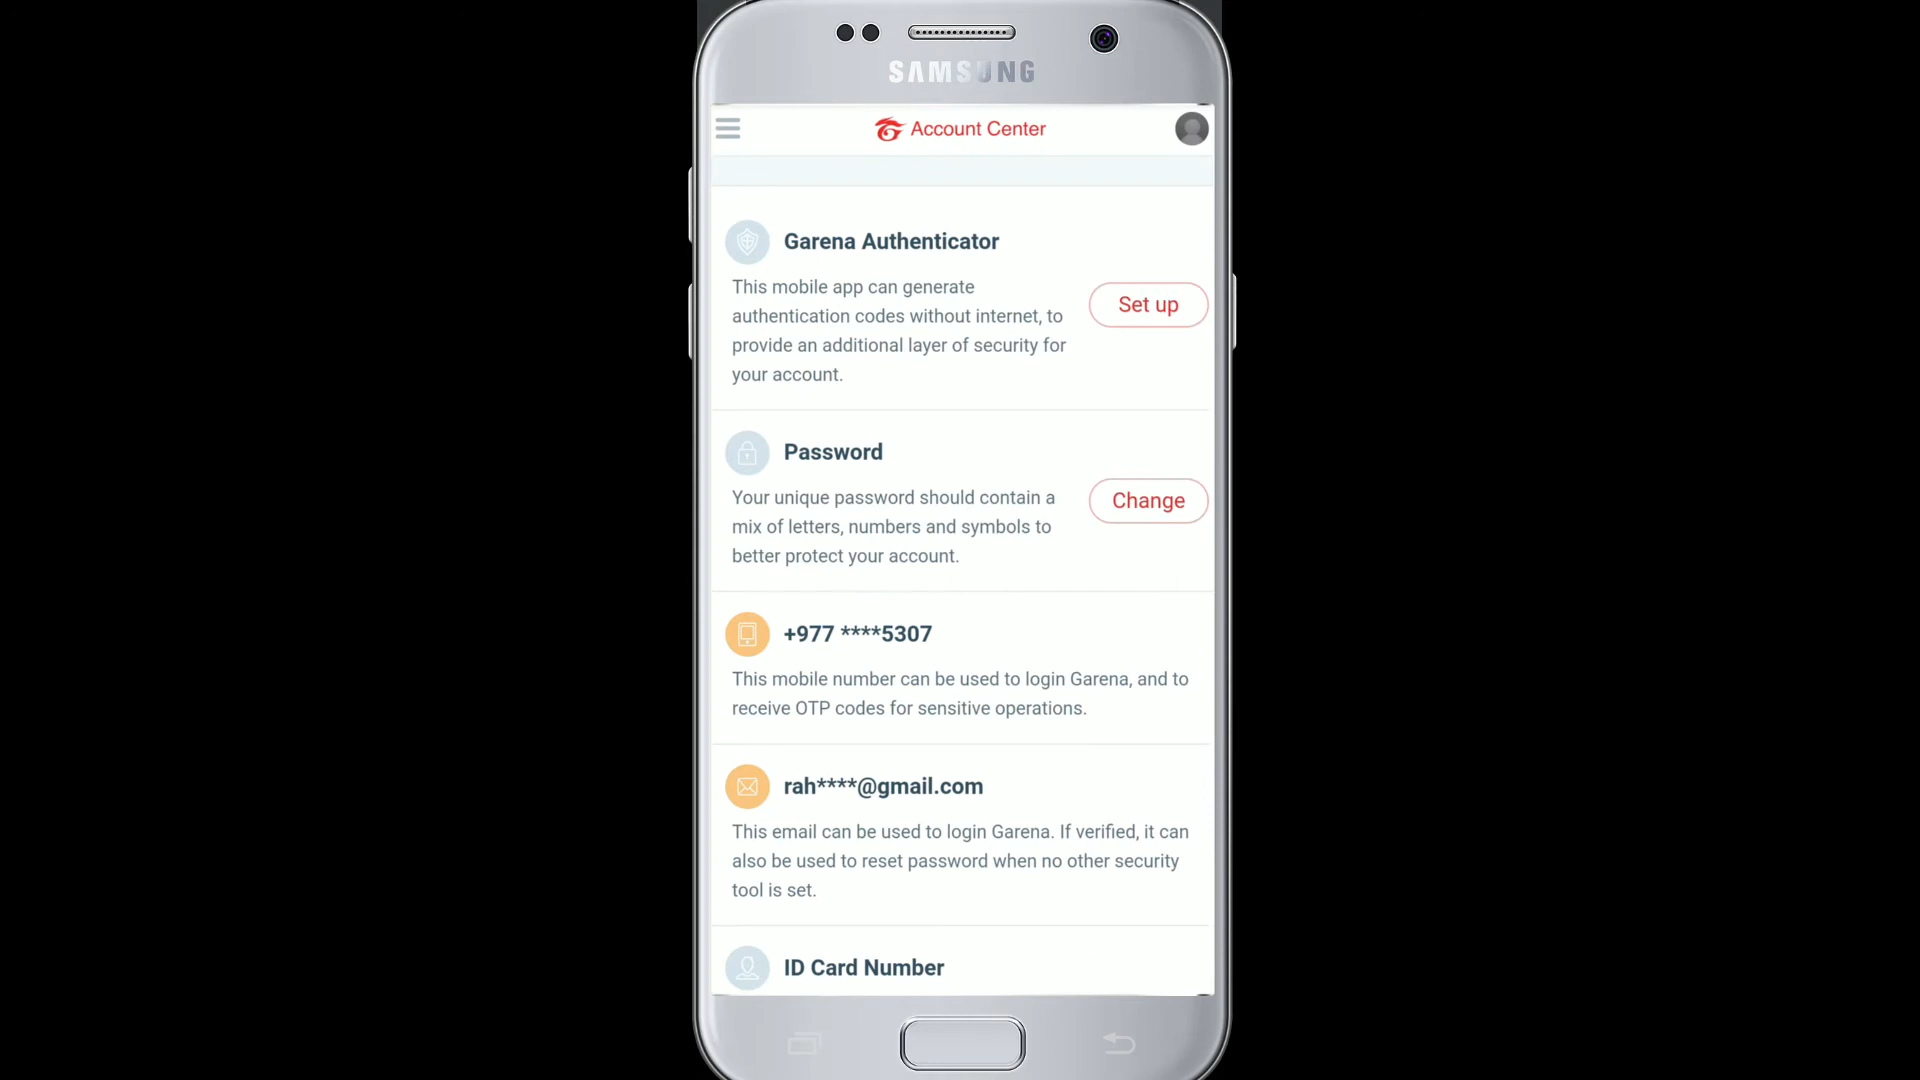 SAMSUNG
Account Center
Garena Authenticator
This mobile app can generate
authentication codes without internet, to
provide an additional layer of security for
your account.
Set up
Password
Your unique password should contain a
mix of letters, numbers and symbols to
better protect your account.
Change
+977 ****5307
This mobile number can be used to login Garena, and to
receive OTP codes for sensitive operations.
rah****@gmail.com
This email can be used to login Garena. If verified, it can
also be used to reset password when no other security
tool is set.
ID Card Number